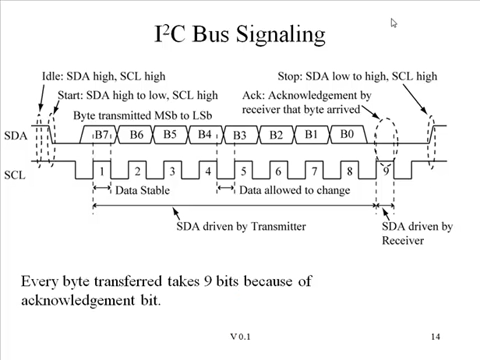 I²C Bus Signaling
Idle: SDA high, SCL high
Stop: SDA low to high, SCL high
Start: SDA high to low, SCL high
Ack: Acknowledgement by
receiver that byte arrived
Byte transmitted MSb to LSb
SDA B7 B6 B5 B4 B3 B2 B1 B0
SCL 1 2 3 4 5 6 7 8 9
Data Stable
Data allowed to change
SDA driven by Transmitter
SDA driven by
Receiver
Every byte transferred takes 9 bits because of
acknowledgement bit.
V 0.1
14